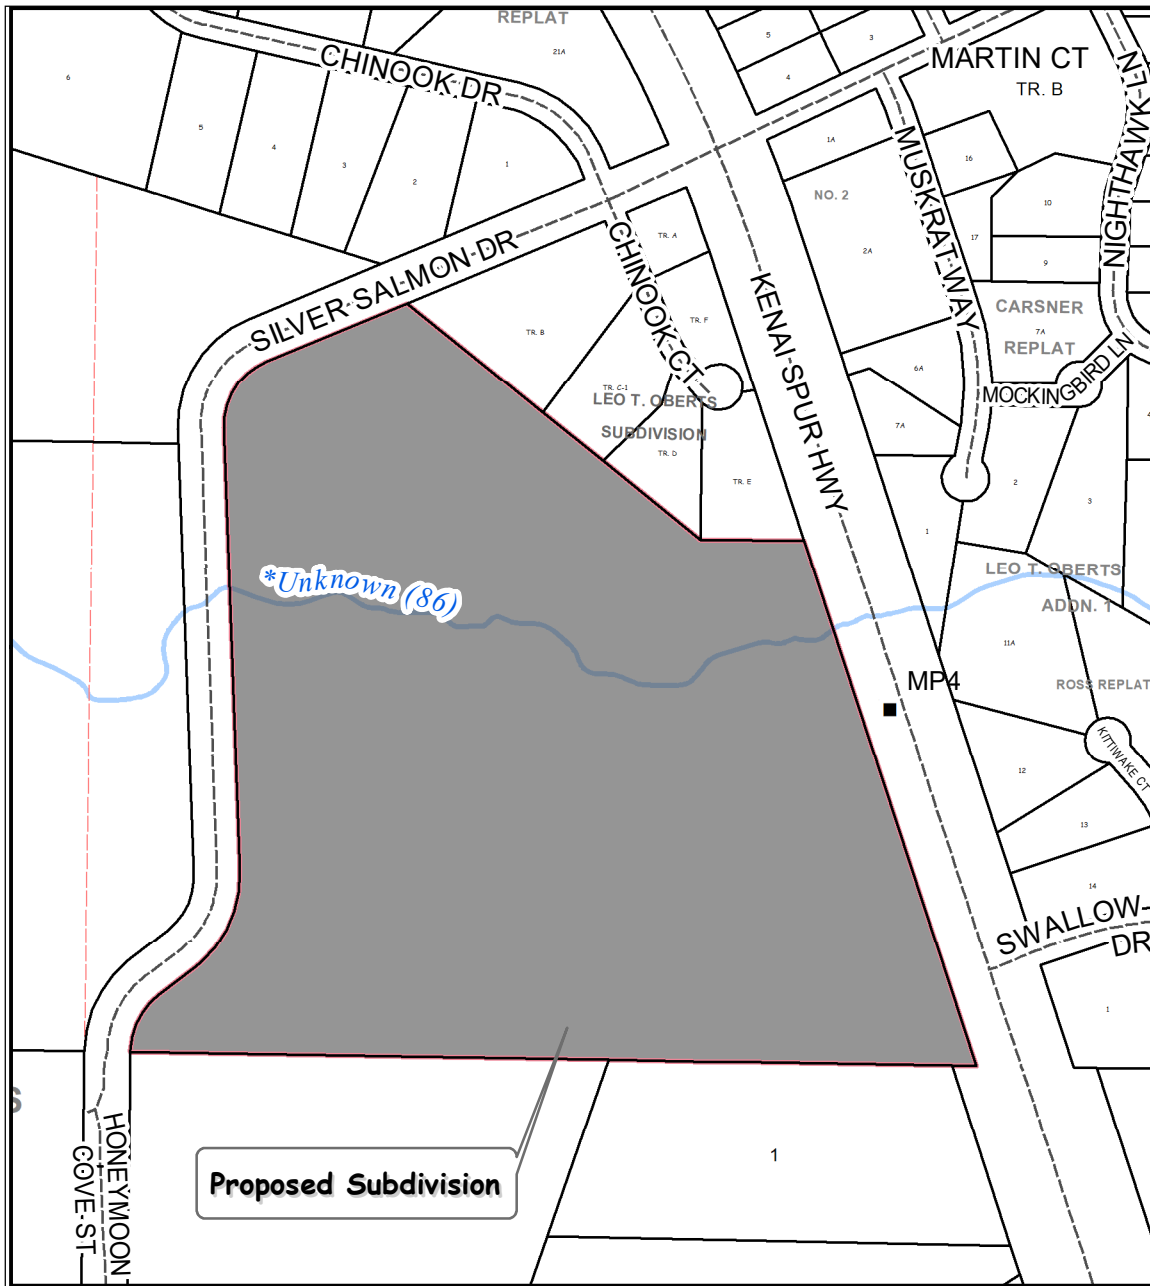 REPLAT
21A
5
3
4
MARTIN CT
TR. B
NIGHTHAWK LN
6
5
4
3
2
1
CHINOOK DR
1A
NO. 2
2A
MUSKRAT WAY
16
17
10
9
CARSNER
7A
REPLAT
MOCKINGBIRD LN
SILVER SALMON DR
TR. A
CHINOOK CT
TR. B
TR. F
TR. C-1
LEO T. OBERTS
SUBDIVISION
TR. D
TR. E
KENAI SPUR HWY
6A
7A
4
2
3
1
*Unknown (86)
LEO T. OBERTS
ADDN. 1
11A
MP4
ROSS REPLAT
KITTIWAKE CT
12
13
14
SWALLOW
DR
1
S
HONEYMOON
COVE ST
Proposed Subdivision
1